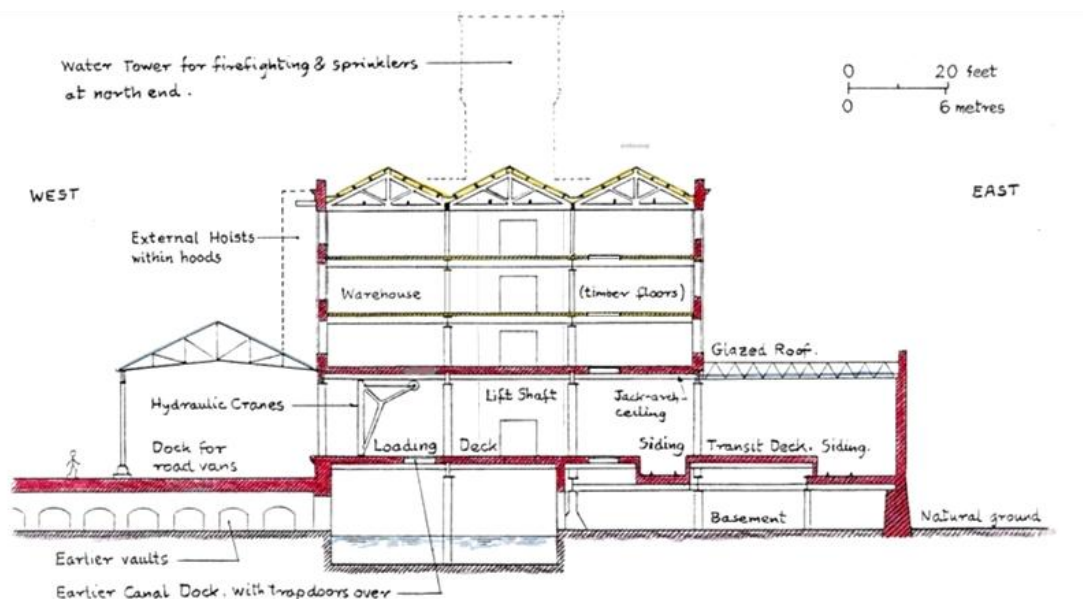 Water Tower for firefighting & sprinklers
at north end.
0 20 feet
0 6 metres
WEST
EAST
External Hoists
within hoods
Warehouse
(timber floors)
Glazed Roof.
Hydraulic Cranes
Lift Shaft
Jack-arch
ceiling
Loading Deck
Siding
Transit Deck. Siding.
Dock for
road vans
Basement
Natural ground
Earlier vaults
Earlier Canal Dock, with trapdoors over